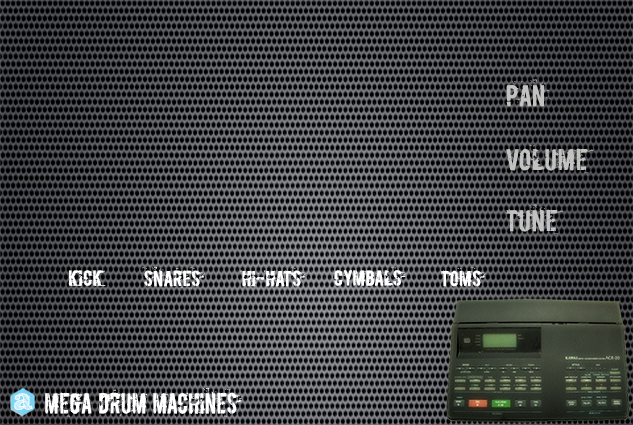 PAN
VOLUME
TUNE
KICK SNARES HI-HATS CYMBALS TOMS
MEGA DRUM MACHINES